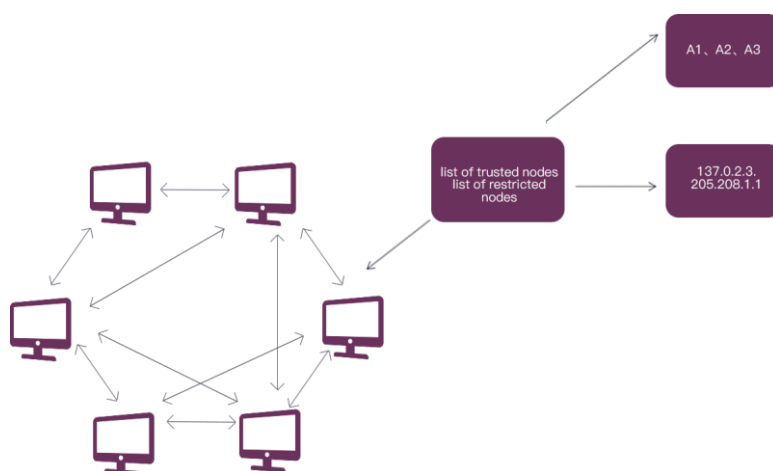 A1、A2、A3
list of trusted nodes
list of restricted
nodes
137.0.2.3.
205.208.1.1